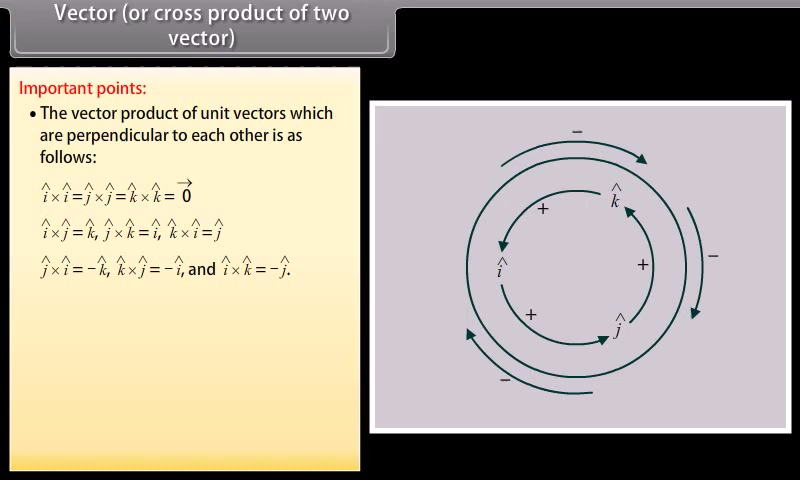 Vector (or cross product of two
vector)
Important points:
• The vector product of unit vectors which
are perpendicular to each other is as
follows:
î × î = ĵ × ĵ = k̂ × k̂ = 0⃗
î × ĵ = k̂, ĵ × k̂ = î, k̂ × î = ĵ
ĵ × î = – k̂, k̂ × ĵ = – î, and î × k̂ = – ĵ.
–
+
k̂
–
î
+
+
ĵ
–